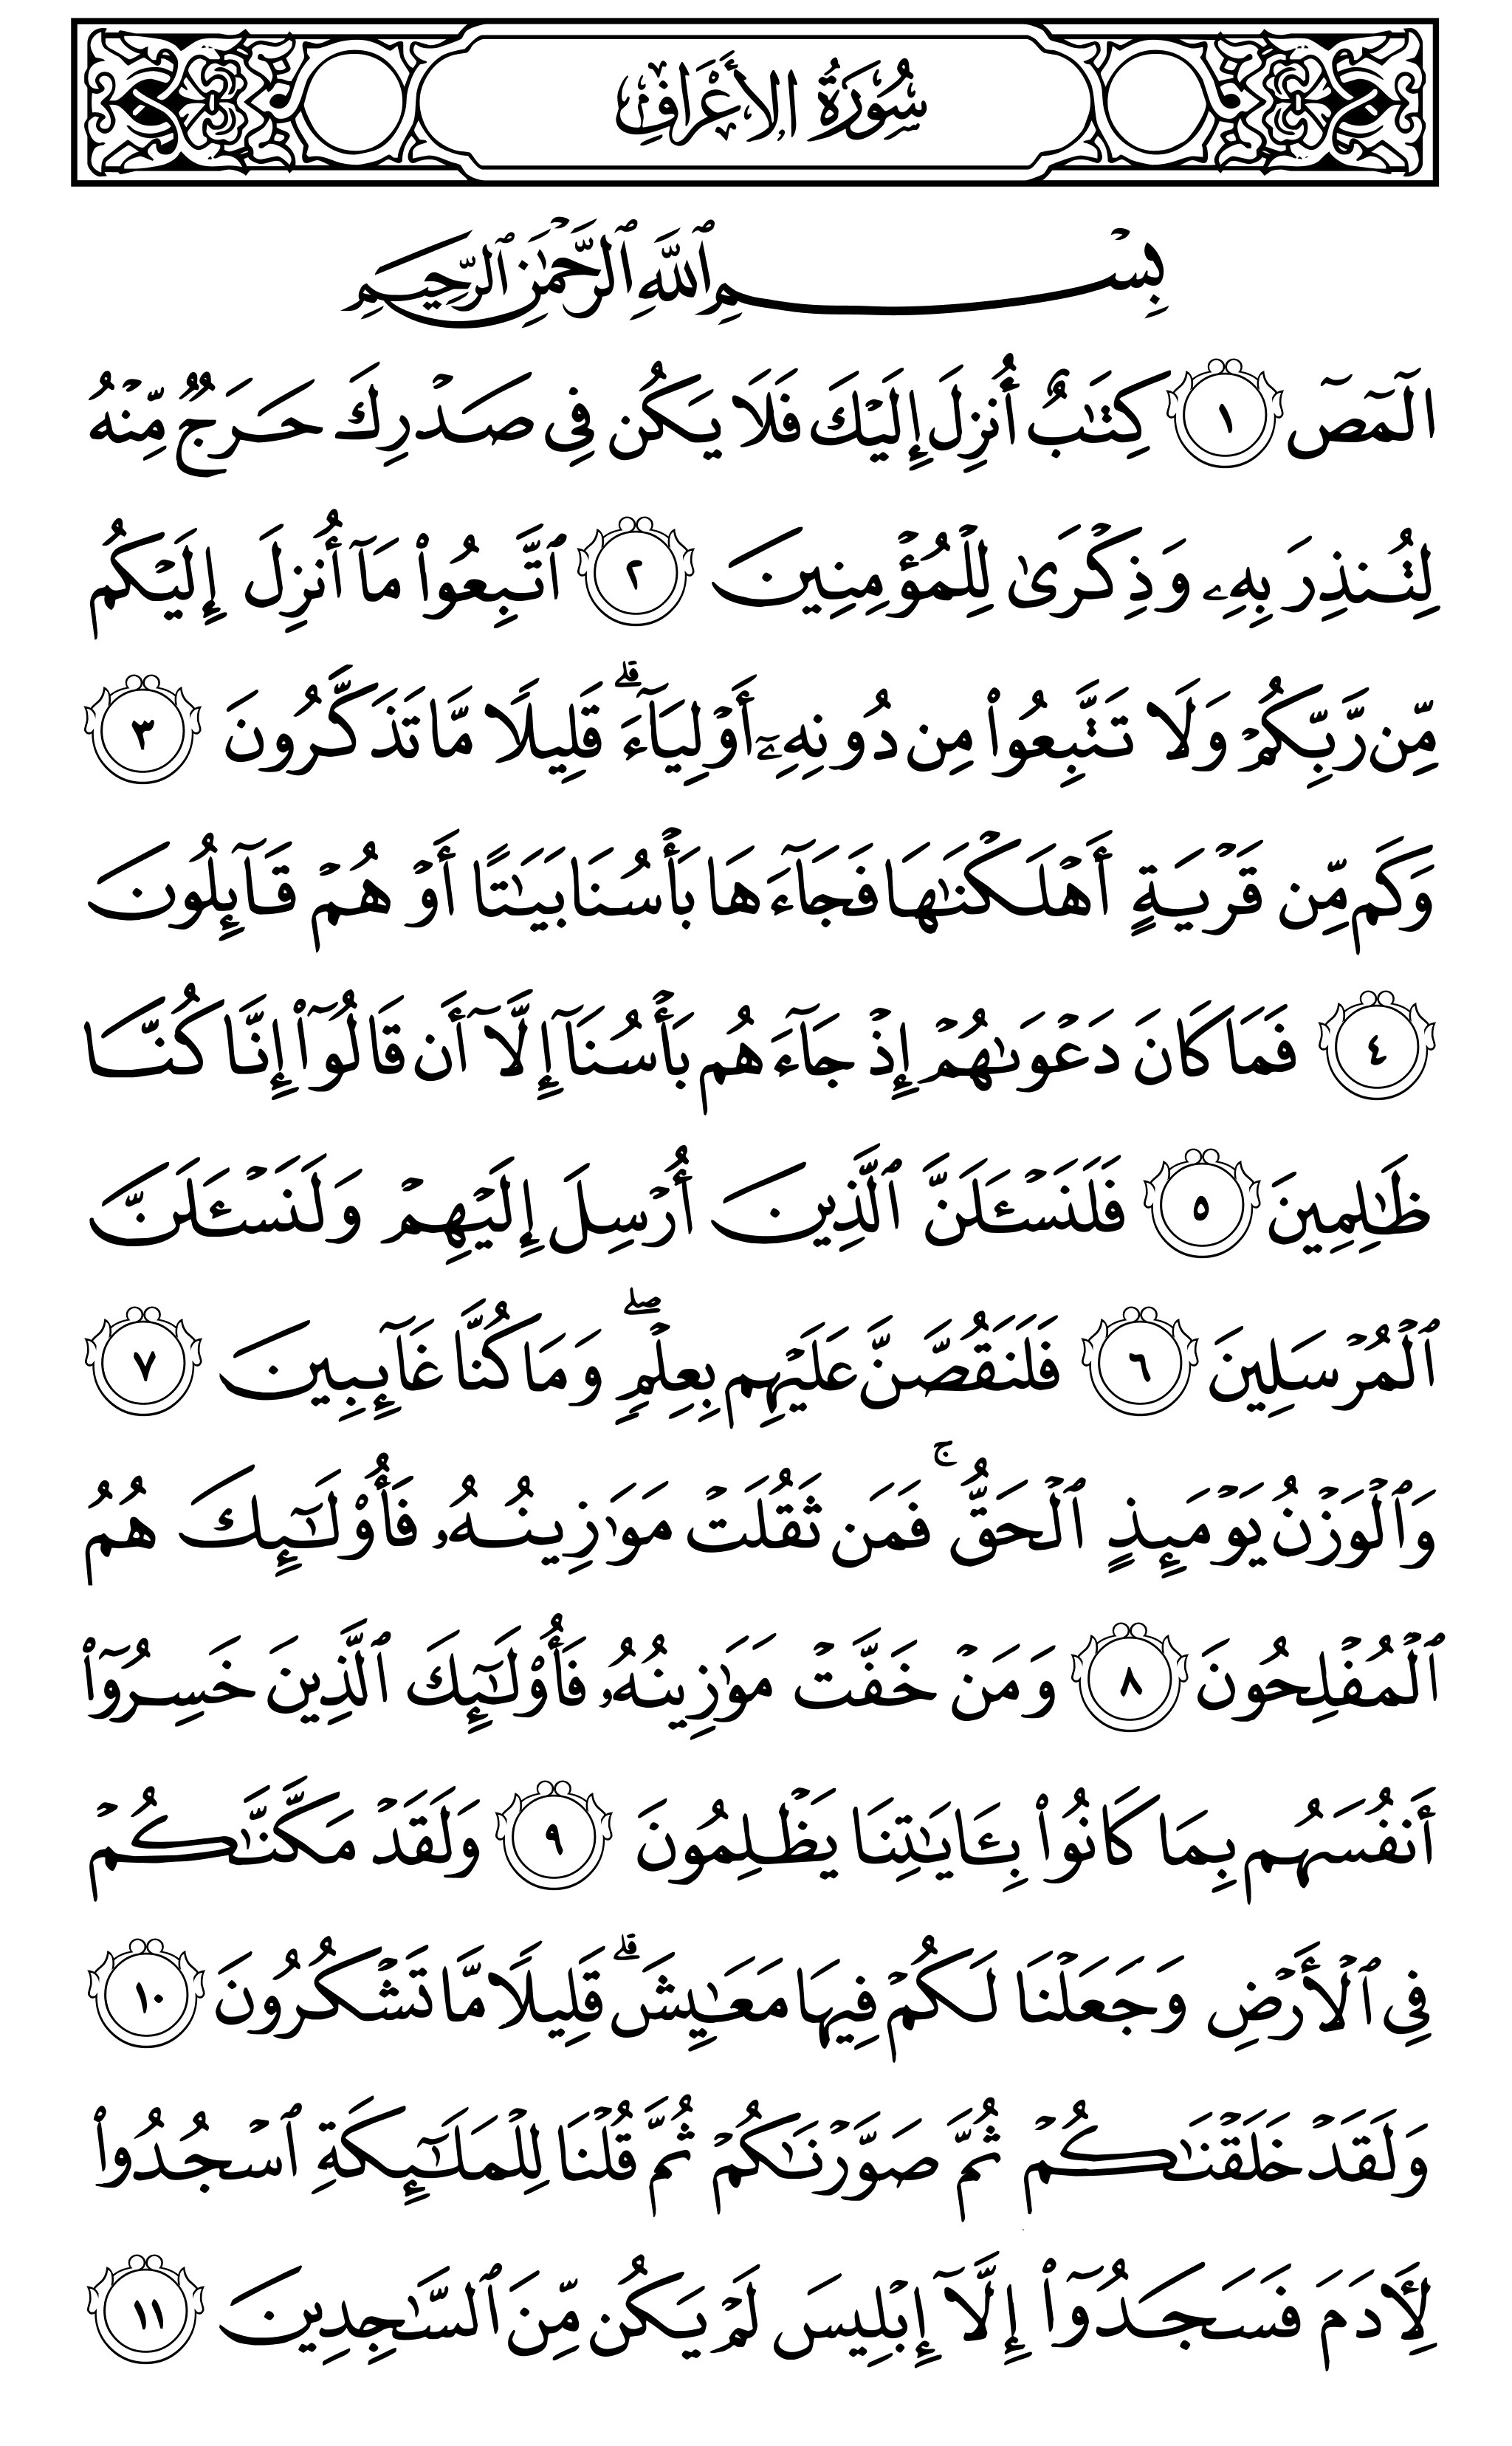 سُورَةُ الأَعْرَافِ
بِسْمِ ٱللَّهِ ٱلرَّحْمَٰنِ ٱلرَّحِيمِ
الٓمٓصٓ ١ كِتَٰبٌ أُنزِلَ إِلَيْكَ فَلَا يَكُن فِى صَدْرِكَ حَرَجٌ مِّنْهُ
لِتُنذِرَ بِهِۦ وَذِكْرَىٰ لِلْمُؤْمِنِينَ ٢ ٱتَّبِعُوا۟ مَآ أُنزِلَ إِلَيْكُم
مِّن رَّبِّكُمْ وَلَا تَتَّبِعُوا۟ مِن دُونِهِۦٓ أَوْلِيَآءَ ۗ قَلِيلًا مَّا تَذَكَّرُونَ ٣
وَكَم مِّن قَرْيَةٍ أَهْلَكْنَٰهَا فَجَآءَهَا بَأْسُنَا بَيَٰتًا أَوْ هُمْ قَآئِلُونَ
٤ فَمَا كَانَ دَعْوَىٰهُمْ إِذْ جَآءَهُم بَأْسُنَآ إِلَّآ أَن قَالُوٓا۟ إِنَّا كُنَّا
ظَٰلِمِينَ ٥ فَلَنَسْـَٔلَنَّ ٱلَّذِينَ أُرْسِلَ إِلَيْهِمْ وَلَنَسْـَٔلَنَّ
ٱلْمُرْسَلِينَ ٦ فَلَنَقُصَّنَّ عَلَيْهِم بِعِلْمٍ ۖ وَمَا كُنَّا غَآئِبِينَ ٧
وَٱلْوَزْنُ يَوْمَئِذٍ ٱلْحَقُّ ۚ فَمَن ثَقُلَتْ مَوَٰزِينُهُۥ فَأُو۟لَٰٓئِكَ هُمُ
ٱلْمُفْلِحُونَ ٨ وَمَنْ خَفَّتْ مَوَٰزِينُهُۥ فَأُو۟لَٰٓئِكَ ٱلَّذِينَ خَسِرُوٓا۟
أَنفُسَهُم بِمَا كَانُوا۟ بِـَٔايَٰتِنَا يَظْلِمُونَ ٩ وَلَقَدْ مَكَّنَّٰكُمْ
فِى ٱلْأَرْضِ وَجَعَلْنَا لَكُمْ فِيهَا مَعَٰيِشَ ۗ قَلِيلًا مَّا تَشْكُرُونَ ١٠
وَلَقَدْ خَلَقْنَٰكُمْ ثُمَّ صَوَّرْنَٰكُمْ ثُمَّ قُلْنَا لِلْمَلَٰٓئِكَةِ ٱسْجُدُوا۟
لِـَٔادَمَ فَسَجَدُوٓا۟ إِلَّآ إِبْلِيسَ لَمْ يَكُن مِّنَ ٱلسَّٰجِدِينَ ١١